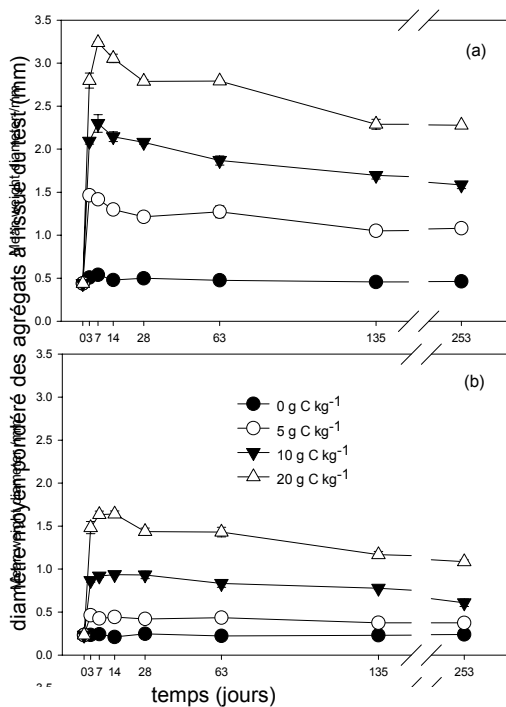 3.5
(a)
3.0
2.5
2.0
1.5
1.0
0.5
0.0
0 3 7 14 28 63 135 253
diamètre moyen pondéré des agrégats à l'issue du test (mm)
3.5
(b)
3.0
0 g C kg-1
2.5
5 g C kg-1
10 g C kg-1
2.0
20 g C kg-1
1.5
1.0
0.5
0.0
0 3 7 14 28 63 135 253
3.5
temps (jours)